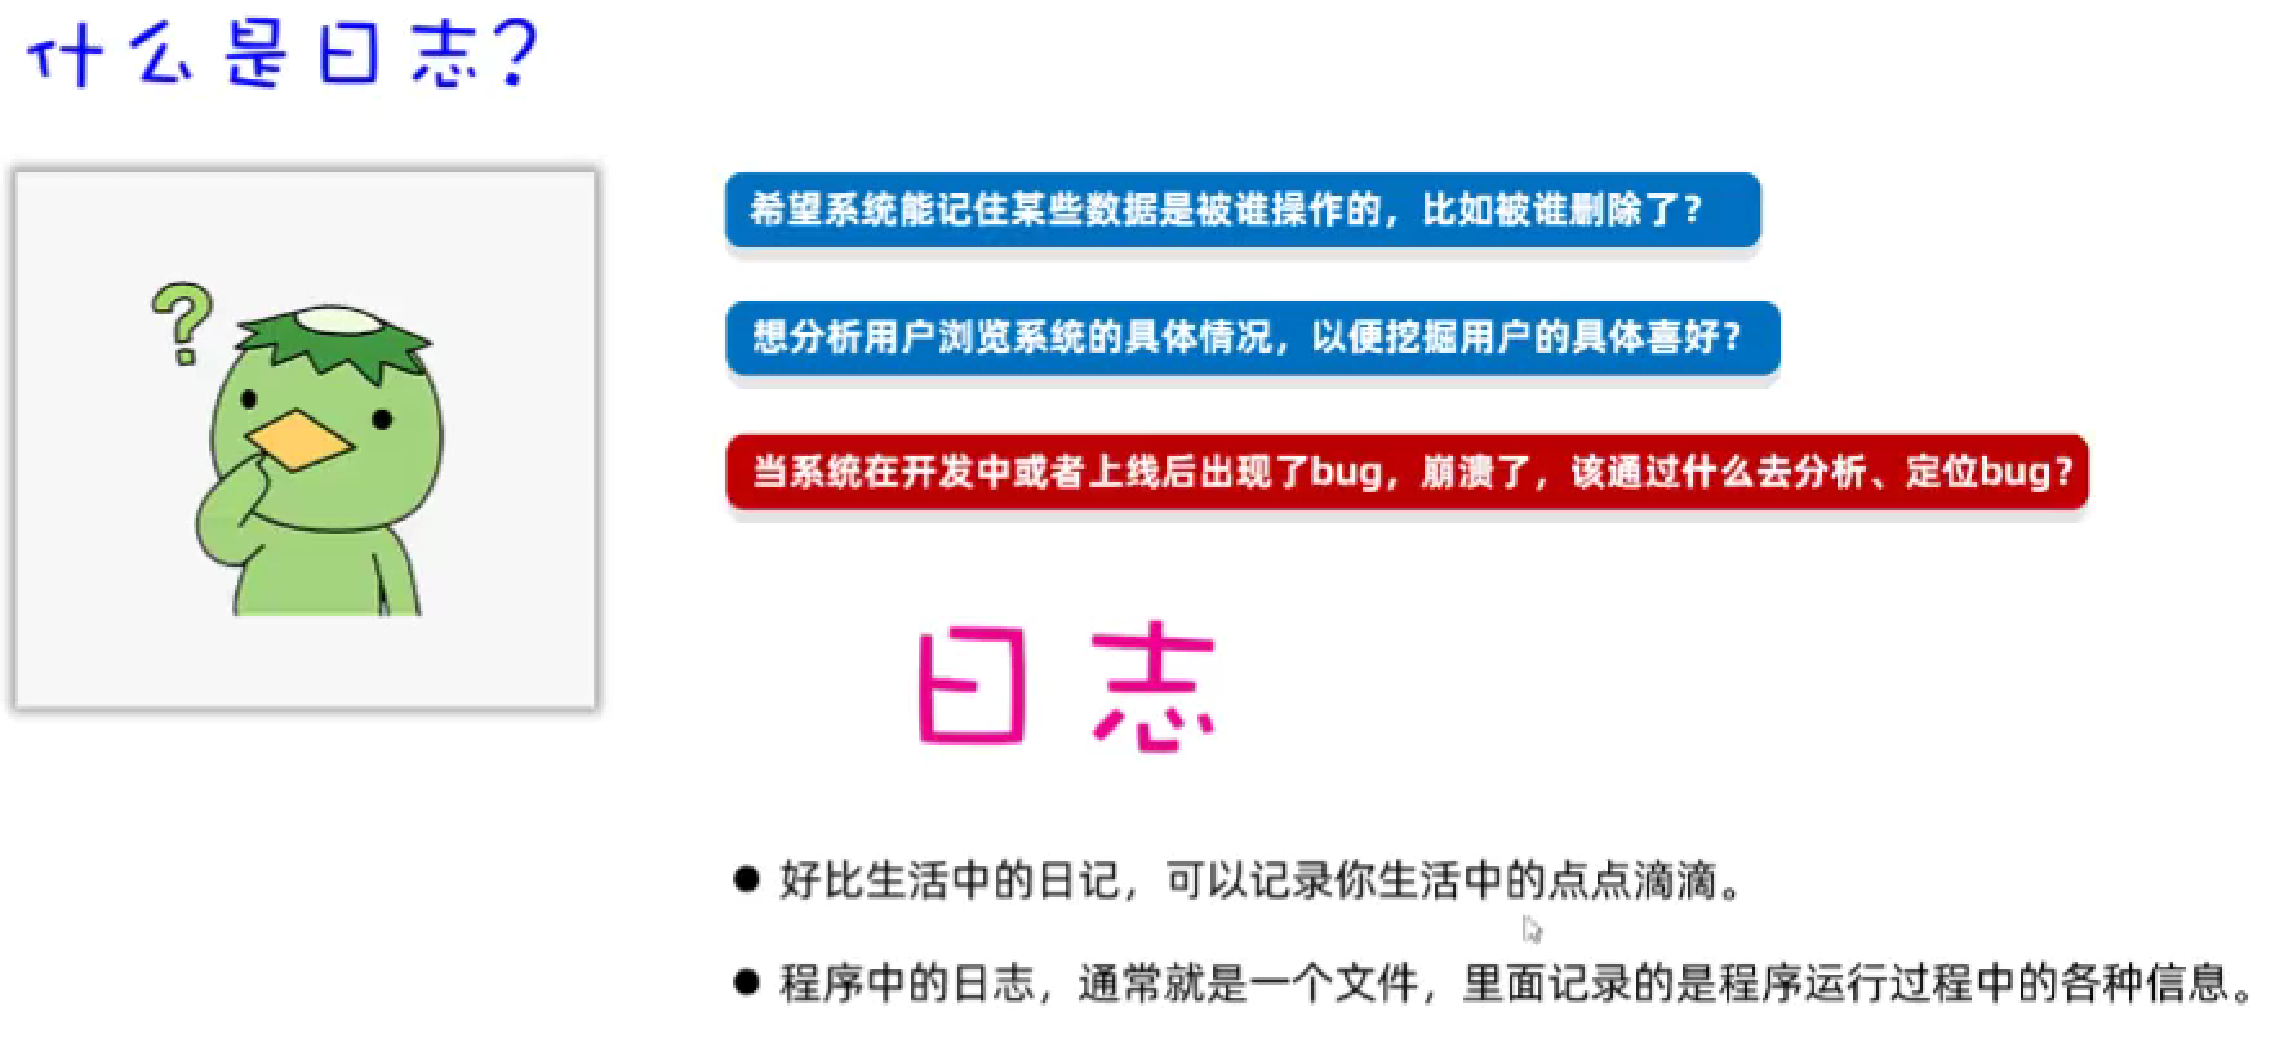 什么是日志?
?
希望系统能记住某些数据是被谁操作的，比如被谁删除了？
想分析用户浏览系统的具体情况，以便挖掘用户的具体喜好？
当系统在开发中或者上线后出现了bug，崩溃了，该通过什么去分析、定位bug？
日志
● 好比生活中的日记，可以记录你生活中的点点滴滴。
● 程序中的日志，通常就是一个文件，里面记录的是程序运行过程中的各种信息。